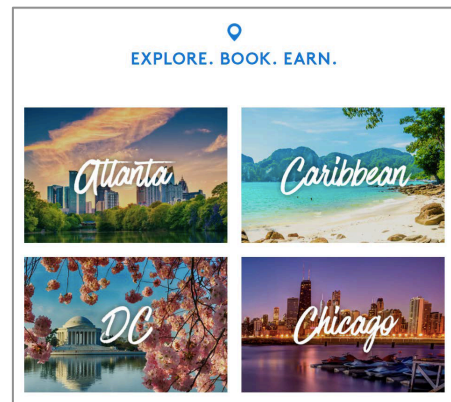 EXPLORE. BOOK. EARN.
Atlanta
Caribbean
DC
Chicago